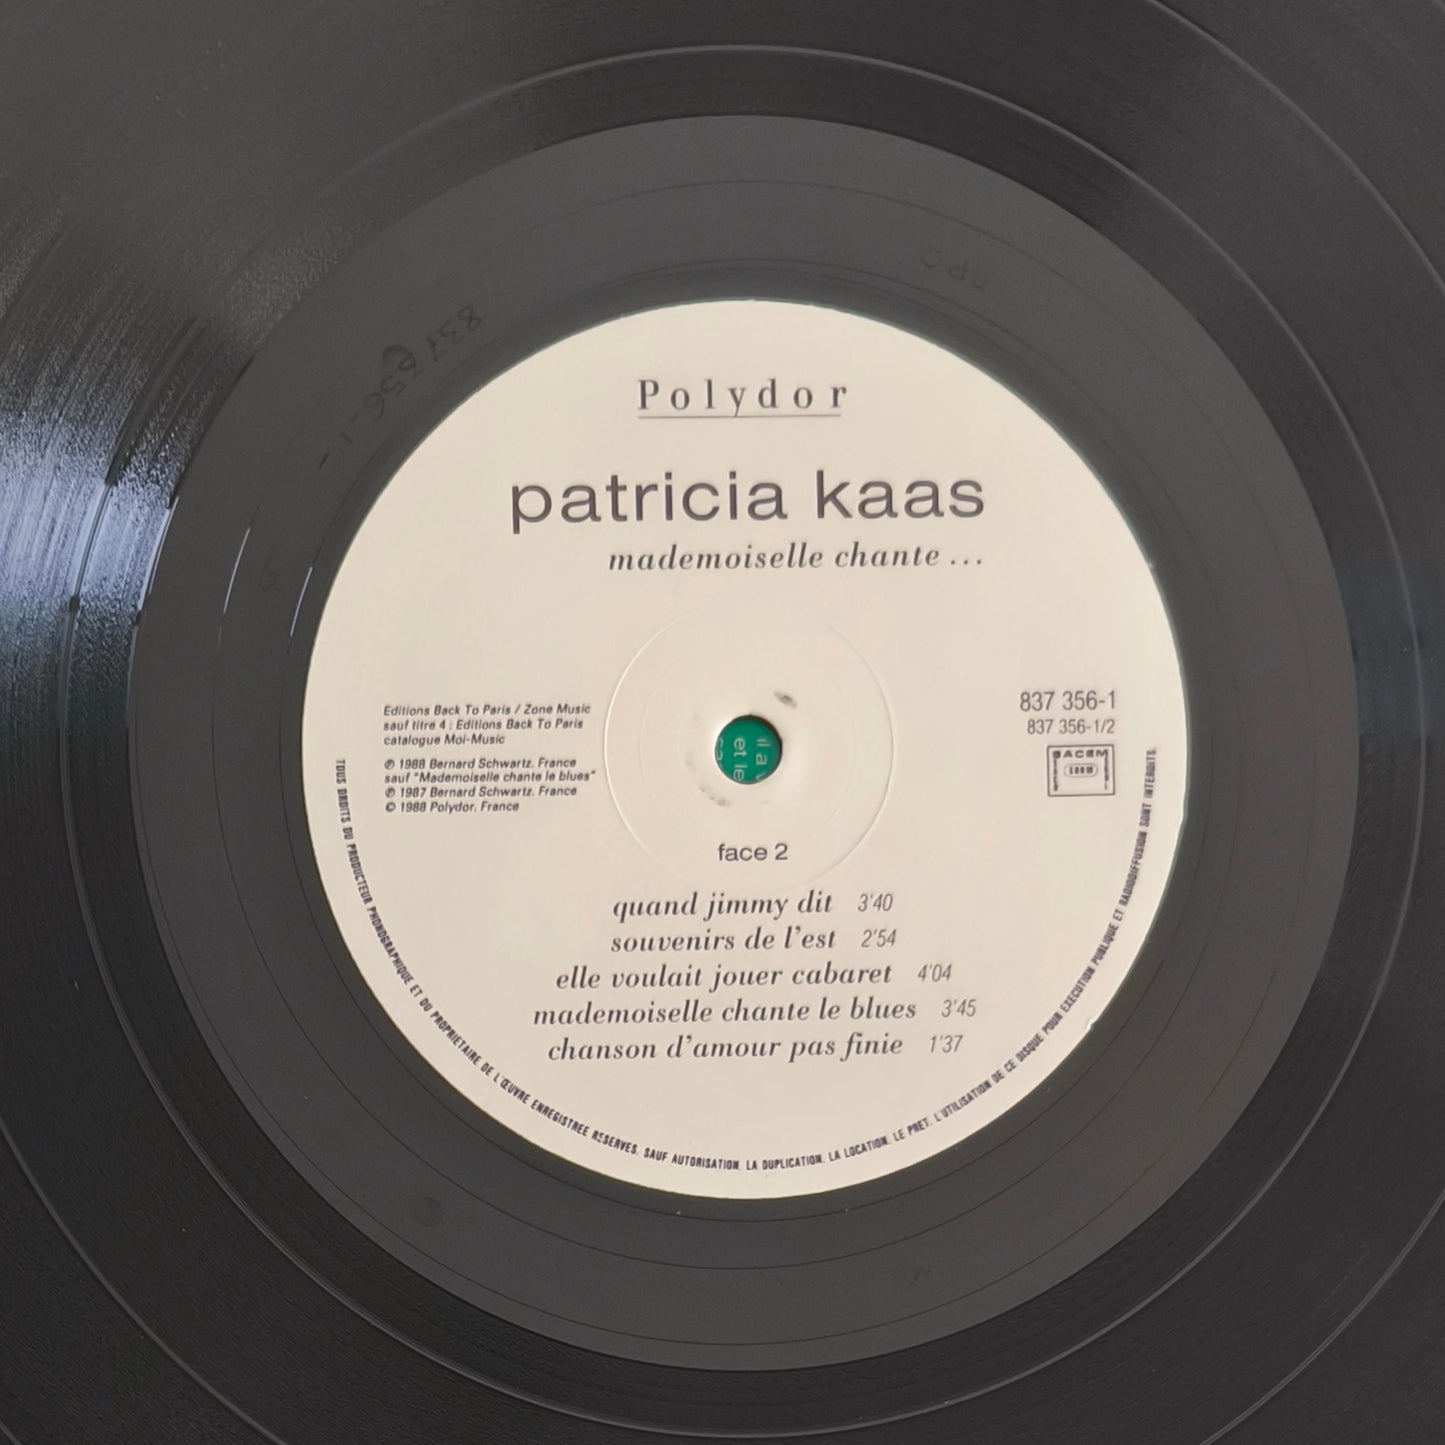 Polydor
patricia kaas
mademoiselle chante ...
Editions Back To Paris / Zone Music
sauf titre 4 : Editions Back To Paris
catalogue Moi-Music
℗ 1988 Bernard Schwartz. France
sauf "Mademoiselle chante le blues"
℗ 1987 Bernard Schwartz. France
© 1988 Polydor. France
837 356-1
837 356-1/2
SACEM
face 2
quand jimmy dit 3'40
souvenirs de l'est 2'54
elle voulait jouer cabaret 4'04
mademoiselle chante le blues 3'45
chanson d'amour pas finie 1'37
TOUS DROITS DU PRODUCTEUR PHONOGRAPHIQUE ET DU PROPRIETAIRE DE L'ŒUVRE ENREGISTREE RESERVES. SAUF AUTORISATION. LA DUPLICATION. LA LOCATION. LE PRET. L'UTILISATION DE CE DISQUE POUR EXECUTION PUBLIQUE ET RADIODIFFUSION SONT INTERDITS.
et le